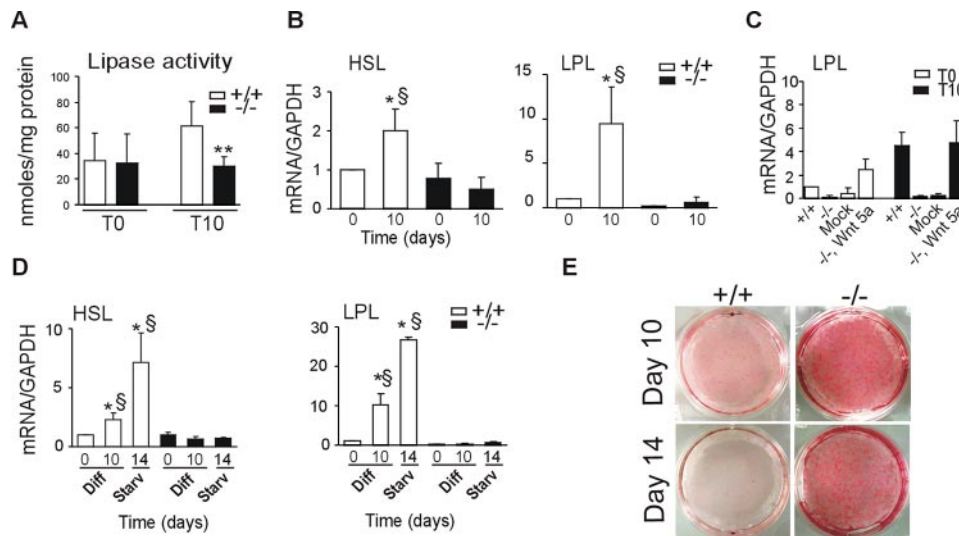 A
Lipase activity
nmoles/mg protein
100
80
60
40
20
0
+/+
-/-
**
T0
T10
B
HSL
mRNA/GAPDH
3
2
1
0
*§
0 10 0 10
Time (days)
LPL
15
10
5
0
*§
+/+
-/-
0 10 0 10
C
LPL
mRNA/GAPDH
10
8
6
4
2
0
T0
T10
+/+
-/-
Mock
-/-, Wnt 5a
+/+
-/-
Mock
-/-, Wnt 5a
D
HSL
mRNA/GAPDH
10
5
0
*§
*§
0 10 14 0 10 14
Diff Starv Diff Starv
Time (days)
LPL
30
20
10
0
*§
*§
+/+
-/-
0 10 14 0 10 14
Diff Starv Diff Starv
Time (days)
E
+/+ -/-
Day 10
Day 14